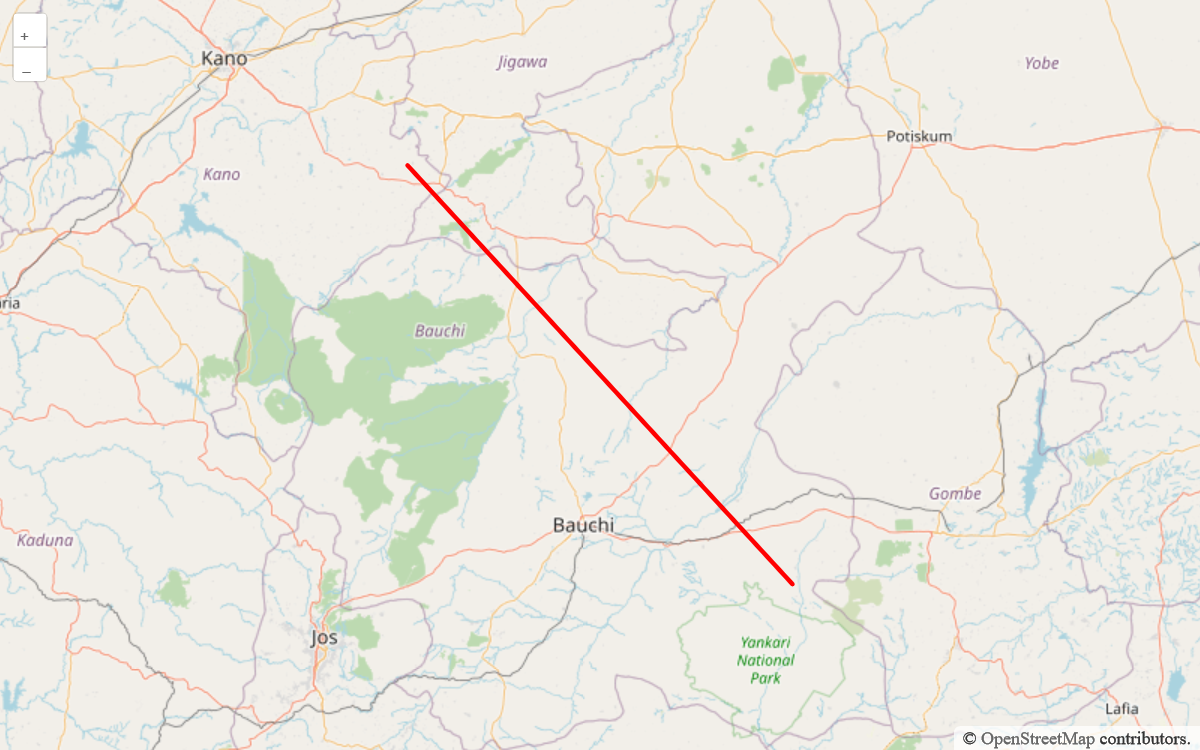 +
−
Kano
Jigawa
Yobe
Potiskum
Kano
aria
Bauchi
Gombe
Bauchi
Kaduna
Jos
Yankari
National
Park
Lafia
© OpenStreetMap contributors.